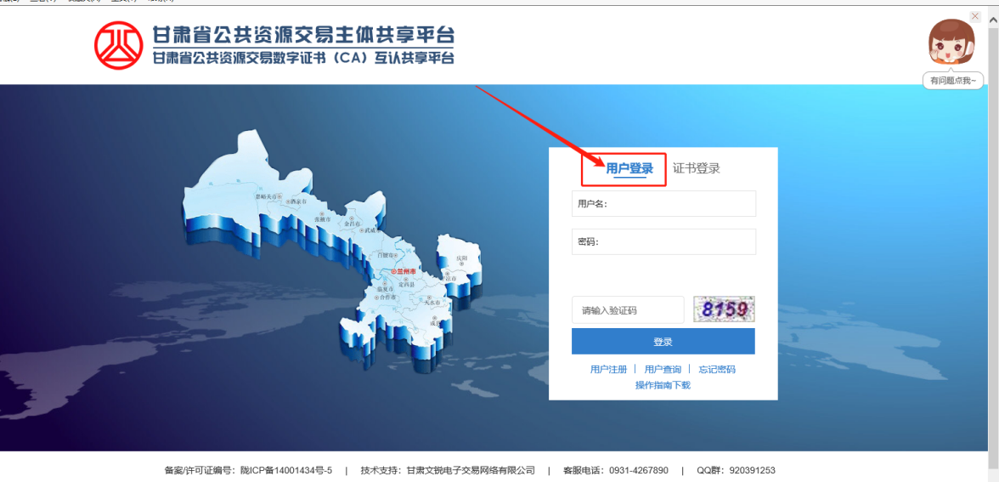 甘肃省公共资源交易主体共享平台
甘肃省公共资源交易数字证书（CA）互认共享平台
有问题点我~
用户登录 证书登录
用户名：
密码：
请输入验证码 8159
登录
用户注册 | 用户查询 | 忘记密码
操作指南下载
嘉峪关市 酒泉市
张掖市 金昌市 武威市
白银市 庆阳
兰州市
平凉市
临夏市 定西县
合作市 天水市
成县
备案/许可证编号：陇ICP备14001434号-5 | 技术支持：甘肃文锐电子交易网络有限公司 | 客服电话：0931-4267890 | QQ群：920391253